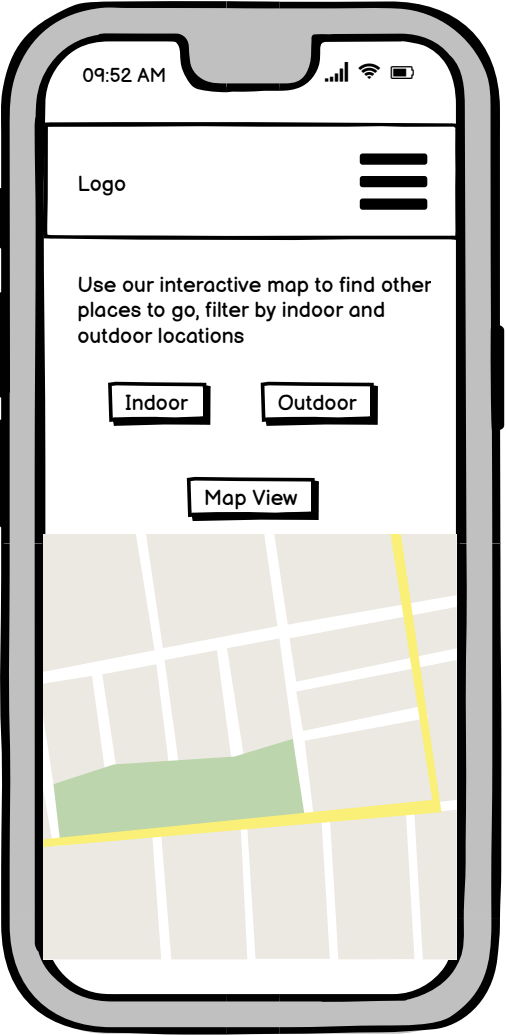 09:52 AM
Logo
Use our interactive map to find other
places to go, filter by indoor and
outdoor locations
Indoor
Outdoor
Map View